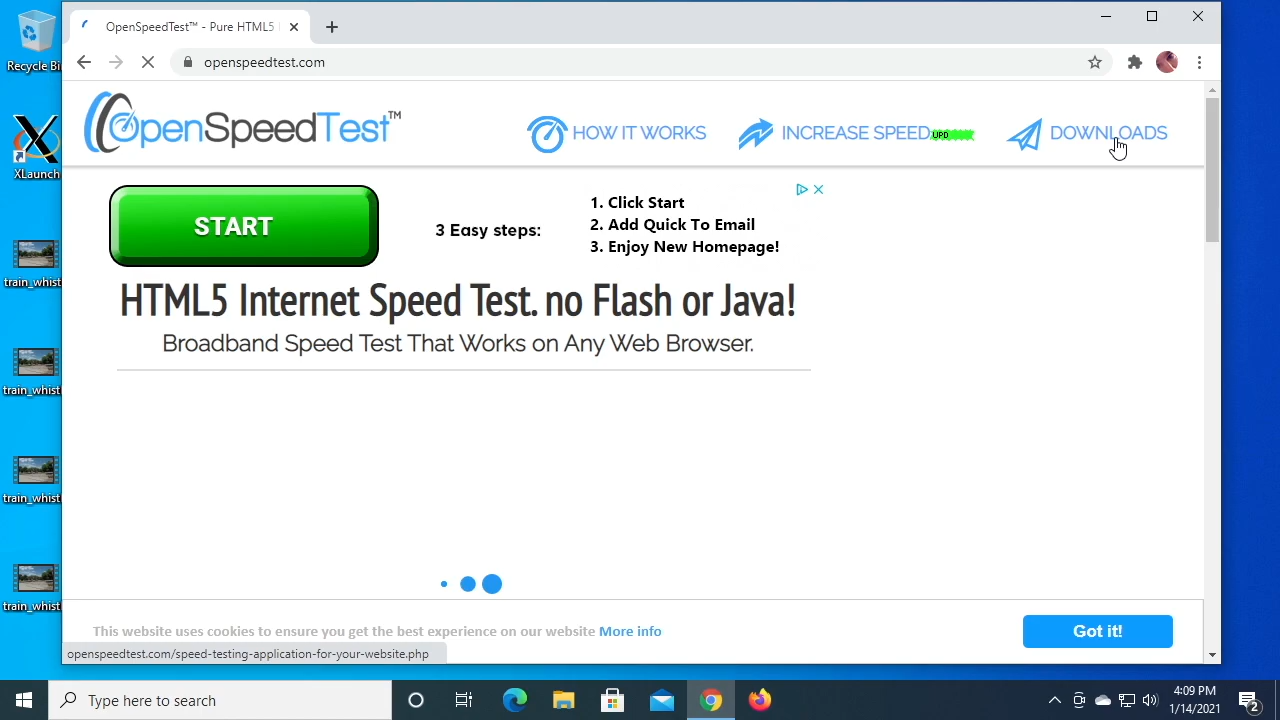 OpenSpeedTest™ - Pure HTML5
openspeedtest.com
OpenSpeedTest™
HOW IT WORKS
INCREASE SPEED
UPD
DOWNLOADS
START
3 Easy steps:
1. Click Start
2. Add Quick To Email
3. Enjoy New Homepage!
HTML5 Internet Speed Test. no Flash or Java!
Broadband Speed Test That Works on Any Web Browser.
This website uses cookies to ensure you get the best experience on our website More info
Got it!
openspeedtest.com/speed-testing-application-for-your-website.php
Recycle Bi
XLaunch
train_whist
train_whist
train_whist
train_whist
Type here to search
4:09 PM
1/14/2021
2